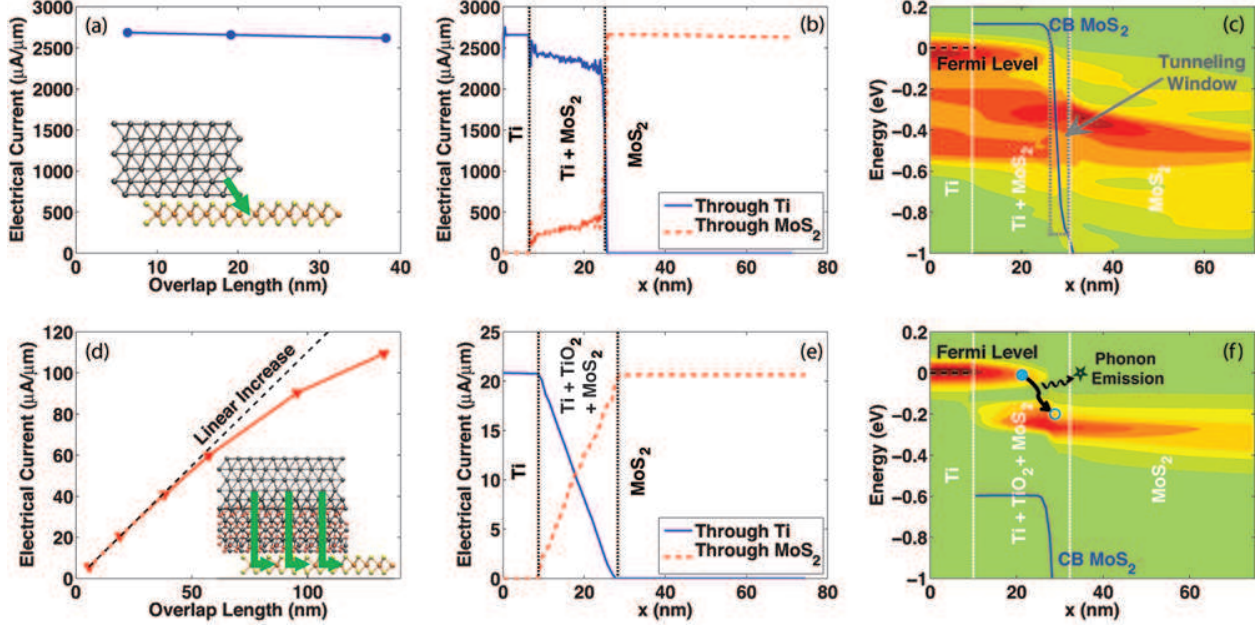 (a)
Electrical Current (µA/µm)
3000
2500
2000
1500
1000
500
0
0 10 20 30 40
Overlap Length (nm)
(b)
Electrical Current (µA/µm)
3000
2500
2000
1500
1000
500
0
Ti
Ti + MoS2
MoS2
Through Ti
Through MoS2
0 20 40 60 80
x (nm)
(c)
Energy (eV)
0.2
0
−0.2
−0.4
−0.6
−0.8
−1
CB MoS2
Fermi Level
Tunneling
Window
Ti
Ti + MoS2
MoS2
0 20 40 60
x (nm)
(d)
Electrical Current (µA/µm)
120
100
80
60
40
20
0
Linear Increase
0 50 100
Overlap Length (nm)
(e)
Electrical Current (µA/µm)
25
20
15
10
5
0
Ti
Ti + TiO2
+ MoS2
MoS2
Through Ti
Through MoS2
0 20 40 60 80
x (nm)
(f)
Energy (eV)
0.2
0
−0.2
−0.4
−0.6
−0.8
−1
Fermi Level
Phonon
Emission
Ti
Ti + TiO2 + MoS2
MoS2
CB MoS2
0 20 40 60
x (nm)